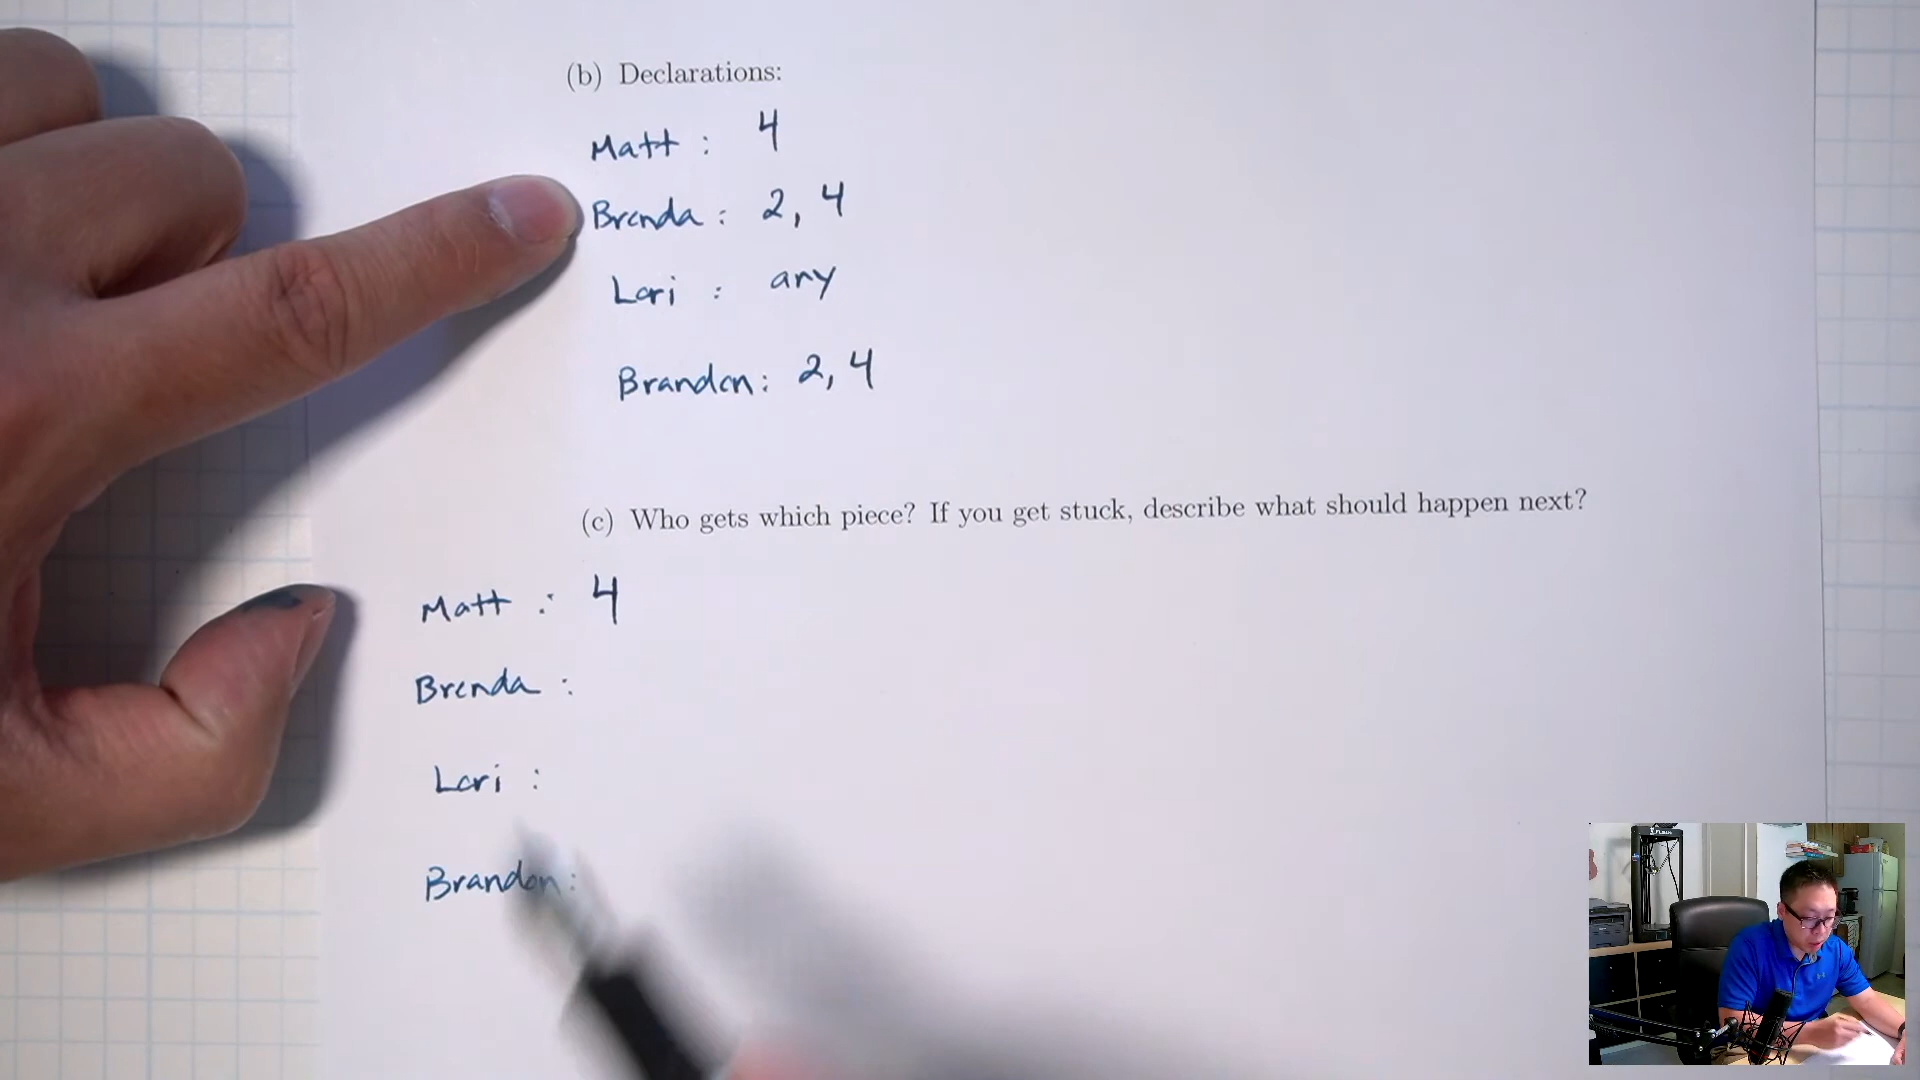 (b) Declarations:
Matt : 4
Brenda : 2, 4
Lori : any
Brandon: 2, 4
(c) Who gets which piece? If you get stuck, describe what should happen next?
Matt : 4
Brenda :
Lori :
Brandon: